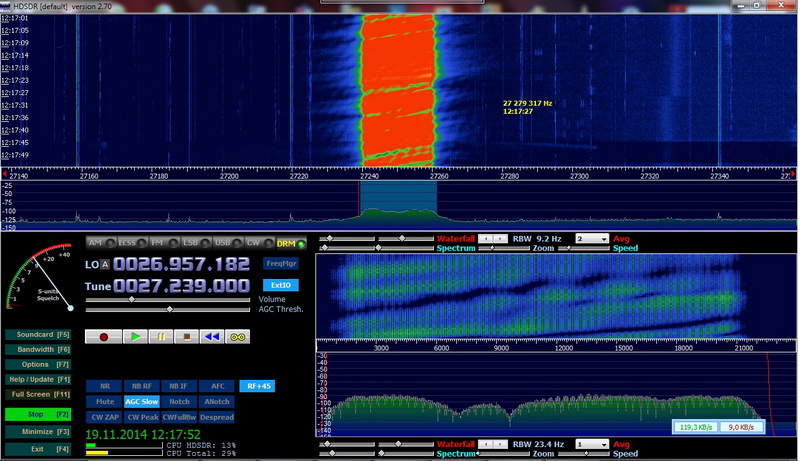 HDSDR [default] version 2.70
12:17:01
12:17:05
12:17:09
12:17:14
12:17:18
12:17:22
12:17:27
12:17:31
12:17:36
12:17:40
12:17:45
12:17:49
27 279 317 Hz
12:17:27
27140 27160 27180 27200 27220 27240 27260 27280 27300 27320 27340 27360
-25
-50
-75
-100
-125
-150
AM ECSS FM LSB USB CW DRM
LO A 0026.957.182 FreqMgr
Tune 0027.239.000 ExtIO
Volume
AGC Thresh.
+20 +40
9
7
5
3
1
S-units
Squelch
Waterfall RBW 9.2 Hz 2 Avg
Spectrum Zoom Speed
Soundcard [F5]
Bandwidth [F6]
Options [F7]
Help / Update [F1]
Full Screen [F11]
Stop [F2]
Minimize [F3]
Exit [F4]
NR NB RF NB IF AFC RF+45
Mute AGC Slow Notch ANotch
CW ZAP CW Peak CWFullBw Despread
19.11.2014 12:17:52
CPU HDSDR: 13%
CPU Total: 29%
3000 6000 9000 12000 15000 18000 21000
-30
-40
-50
-60
-70
-80
-90
-100
-110
-120
-130
-140
119,3 KB/s 9,0 KB/s
Waterfall RBW 23.4 Hz 1 Avg
Spectrum Zoom Speed